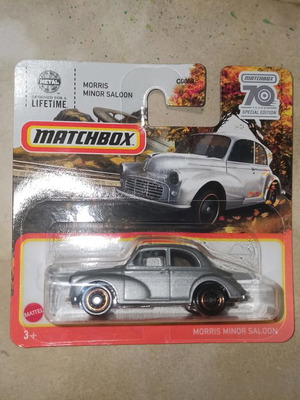 METAL
DESIGNED FOR A
LIFETIME
MORRIS
MINOR SALOON
MATCHBOX
70
SPECIAL EDITION
MATCHBOX
MATTEL
3+
MORRIS MINOR SALOON